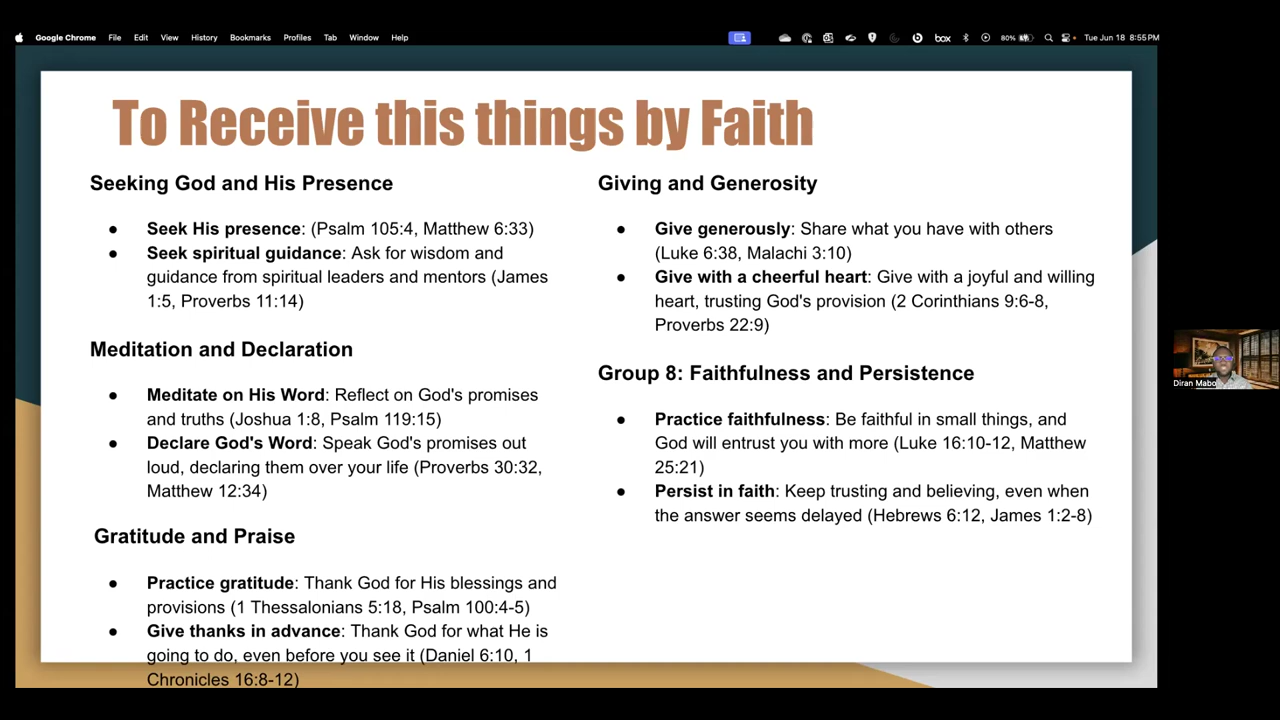 Google Chrome File Edit View History Bookmarks Profiles Tab Window Help box 80% Tue Jun 18 8:55PM
To Receive this things by Faith
Seeking God and His Presence
● Seek His presence: (Psalm 105:4, Matthew 6:33)
● Seek spiritual guidance: Ask for wisdom and
guidance from spiritual leaders and mentors (James
1:5, Proverbs 11:14)
Meditation and Declaration
● Meditate on His Word: Reflect on God's promises
and truths (Joshua 1:8, Psalm 119:15)
● Declare God's Word: Speak God's promises out
loud, declaring them over your life (Proverbs 30:32,
Matthew 12:34)
Gratitude and Praise
● Practice gratitude: Thank God for His blessings and
provisions (1 Thessalonians 5:18, Psalm 100:4-5)
● Give thanks in advance: Thank God for what He is
going to do, even before you see it (Daniel 6:10, 1
Chronicles 16:8-12)
Giving and Generosity
● Give generously: Share what you have with others
(Luke 6:38, Malachi 3:10)
● Give with a cheerful heart: Give with a joyful and willing
heart, trusting God's provision (2 Corinthians 9:6-8,
Proverbs 22:9)
Group 8: Faithfulness and Persistence
● Practice faithfulness: Be faithful in small things, and
God will entrust you with more (Luke 16:10-12, Matthew
25:21)
● Persist in faith: Keep trusting and believing, even when
the answer seems delayed (Hebrews 6:12, James 1:2-8)
Diran Mabo